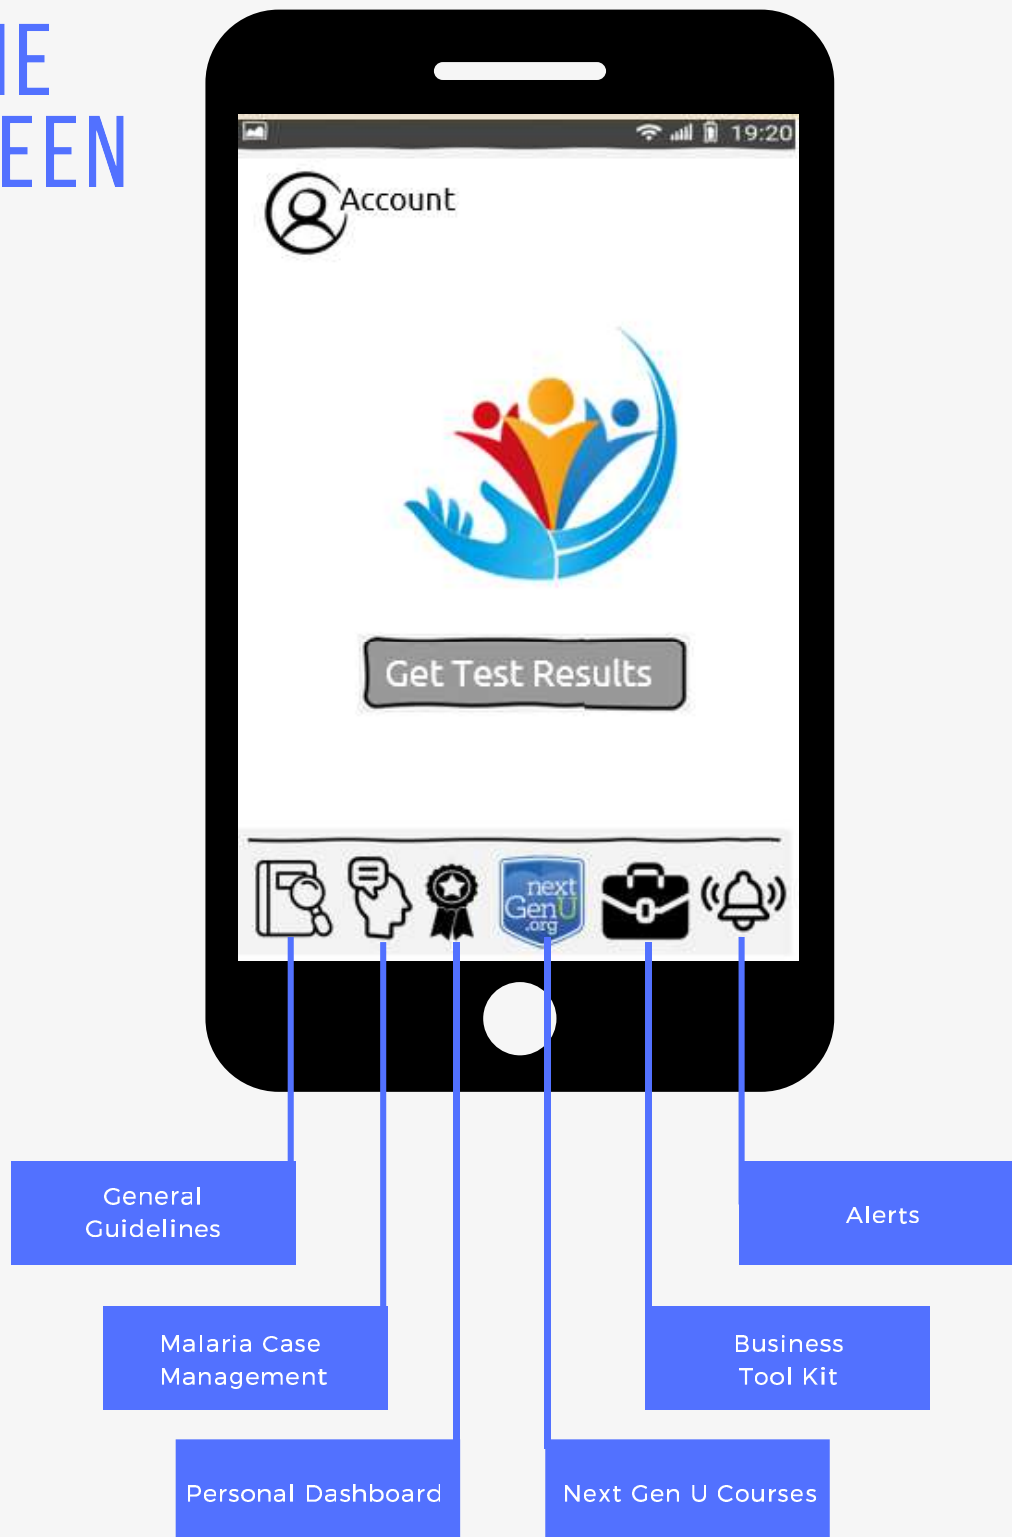 ME
EEN
19:20
Account
Get Test Results
next
GenU
.org
General
Guidelines
Alerts
Malaria Case
Management
Business
Tool Kit
Personal Dashboard
Next Gen U Courses